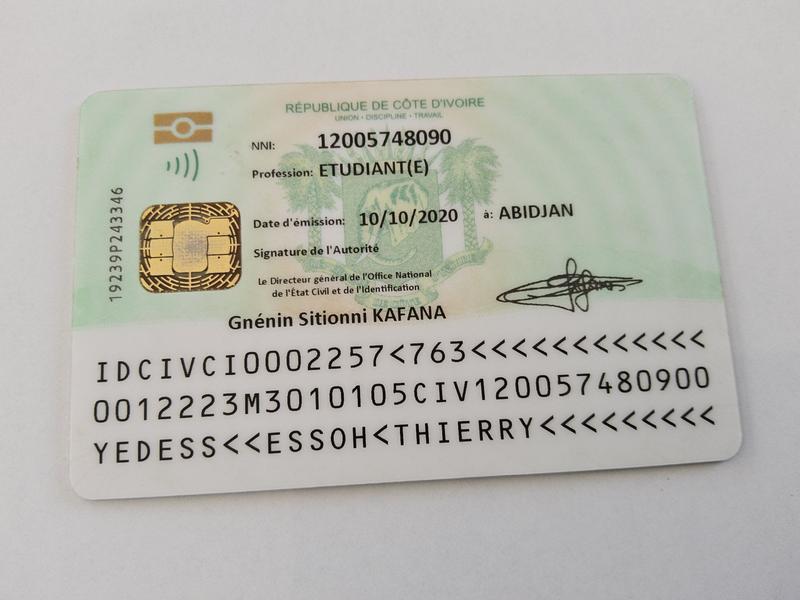 RÉPUBLIQUE DE CÔTE D'IVOIRE
UNION - DISCIPLINE - TRAVAIL
NNI: 12005748090
Profession: ETUDIANT(E)
Date d'émission: 10/10/2020 à: ABIDJAN
Signature de l'Autorité
Le Directeur général de l'Office National
de l'État Civil et de l'Identification
Gnénin Sitionni KAFANA
19239P243346
IDCIVCI0002257<763<<<<<<<<<<<<
0012223M3010105CIV120057480900
YEDESS<<ESSOH<THIERRY<<<<<<<<<